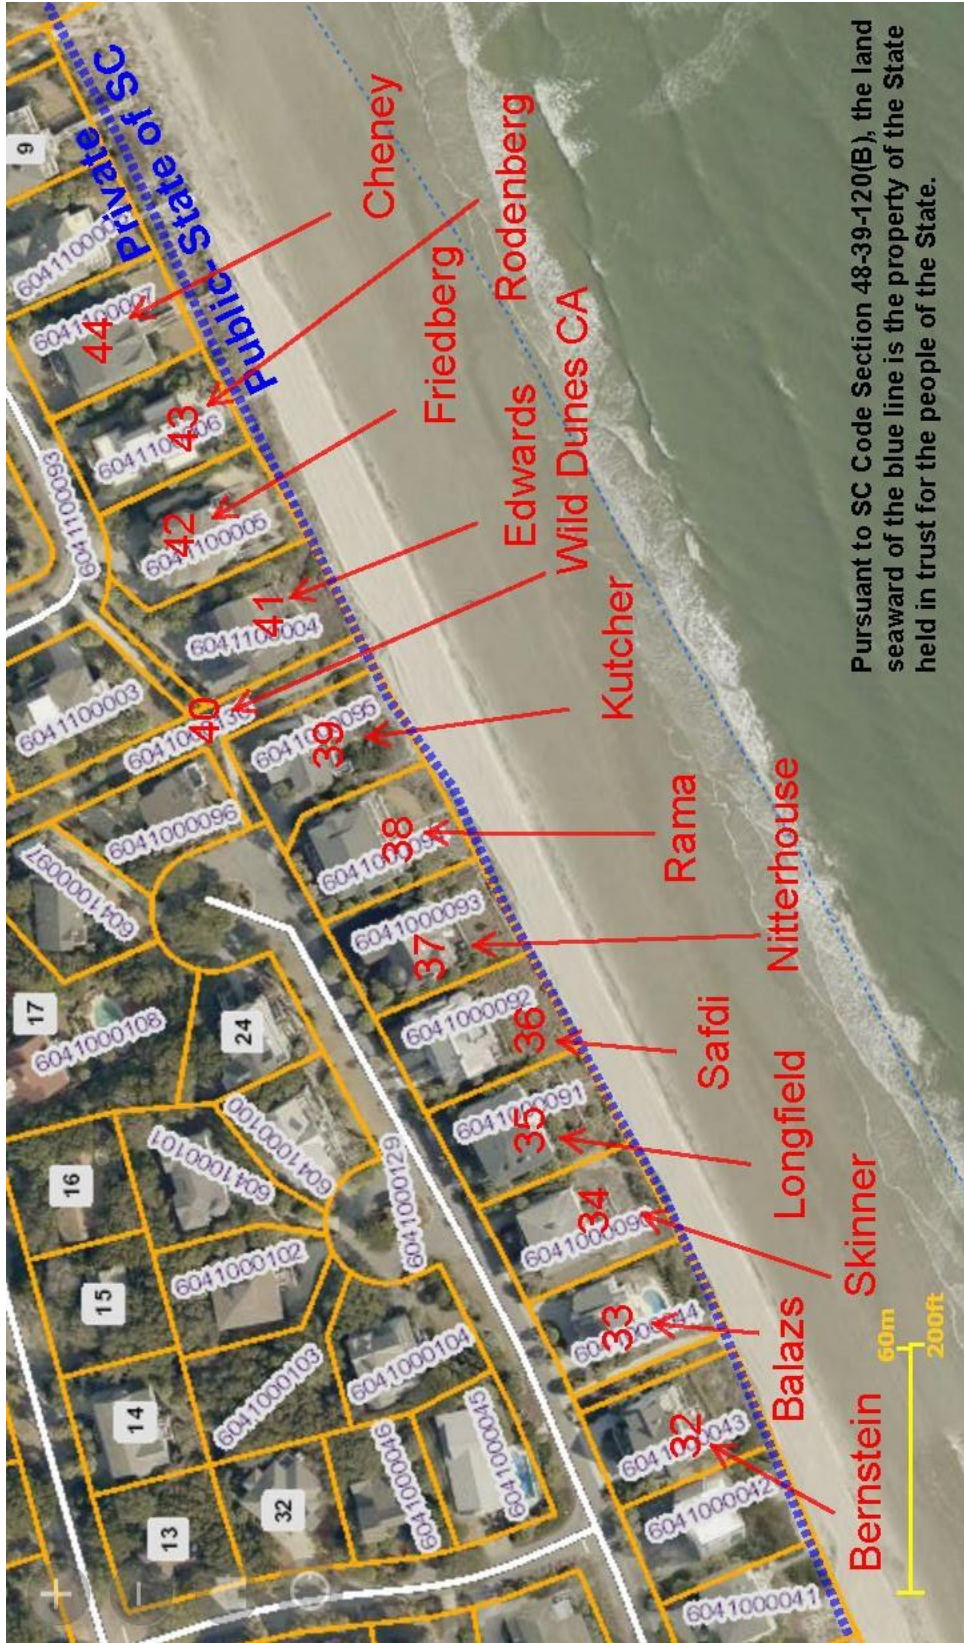 17
16
15
14
13
9
24
32
6041000097
6041100003
6041100093
6041000108
6041000096
6041000101
6041000100
6041000102
6041000103
6041000104
6041000129
6041000046
6041000045
6041100007
6041100005
6041100004
6041000093
6041000092
6041000091
6041000042
6041000041
44
43
42
41
40
39
38
37
36
35
34
33
32
Private
Public- State of SC
Cheney
Rodenberg
Friedberg
Edwards
Wild Dunes CA
Kutcher
Rama
Nitterhouse
Safdi
Longfield
Skinner
Balazs
Bernstein
60m
200ft
Pursuant to SC Code Section 48-39-120(B), the land
seaward of the blue line is the property of the State
held in trust for the people of the State.